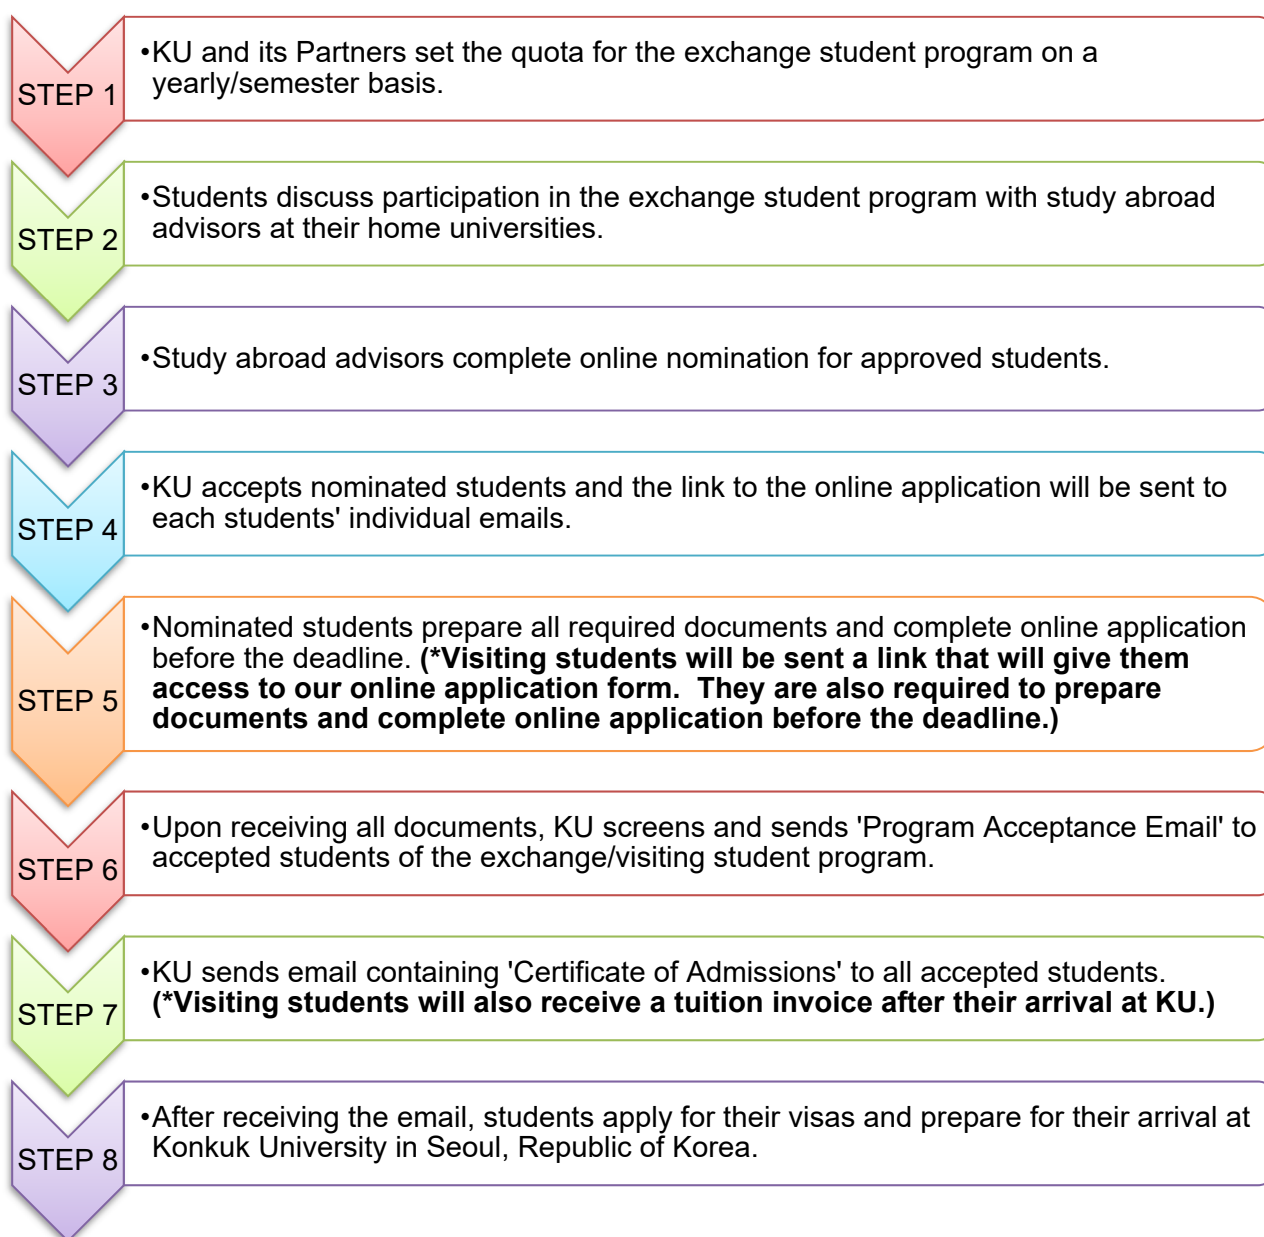 STEP 1
•KU and its Partners set the quota for the exchange student program on a
yearly/semester basis.
STEP 2
•Students discuss participation in the exchange student program with study abroad
advisors at their home universities.
STEP 3
•Study abroad advisors complete online nomination for approved students.
STEP 4
•KU accepts nominated students and the link to the online application will be sent to
each students' individual emails.
STEP 5
•Nominated students prepare all required documents and complete online application
before the deadline. (*Visiting students will be sent a link that will give them
access to our online application form.  They are also required to prepare
documents and complete online application before the deadline.)
STEP 6
•Upon receiving all documents, KU screens and sends 'Program Acceptance Email' to
accepted students of the exchange/visiting student program.
STEP 7
•KU sends email containing 'Certificate of Admissions' to all accepted students.
(*Visiting students will also receive a tuition invoice after their arrival at KU.)
STEP 8
•After receiving the email, students apply for their visas and prepare for their arrival at
Konkuk University in Seoul, Republic of Korea.